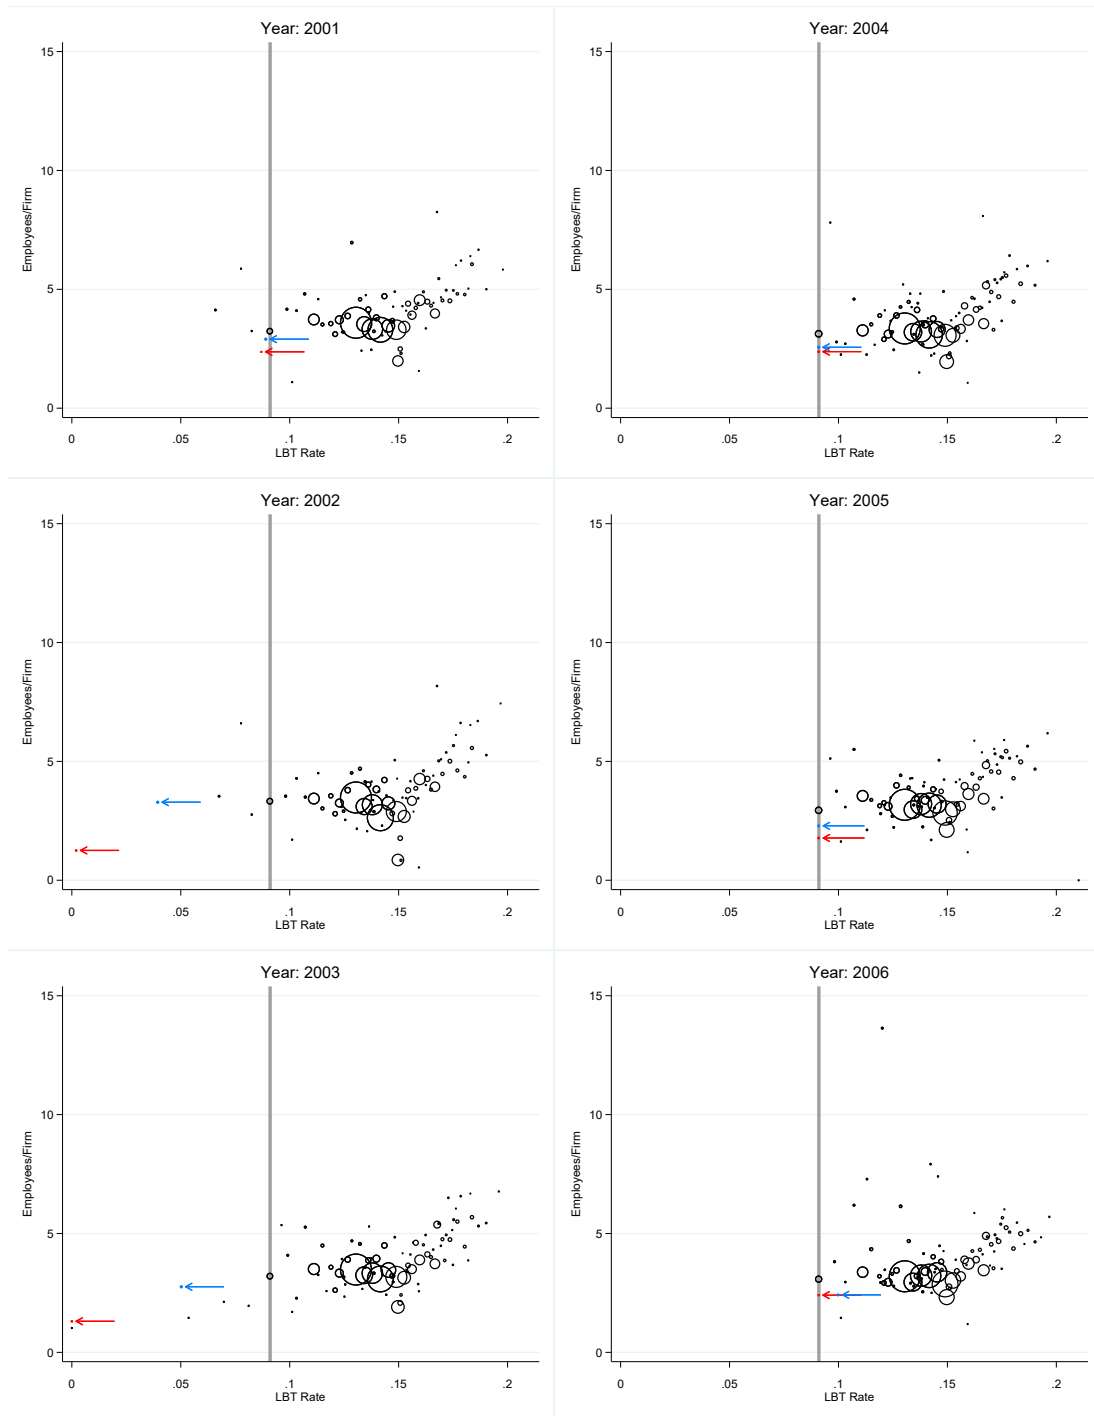 Year: 2001
15
10
5
0
Employees/Firm
0 .05 .1 .15 .2
LBT Rate
Year: 2004
15
10
5
0
Employees/Firm
0 .05 .1 .15 .2
LBT Rate
Year: 2002
15
10
5
0
Employees/Firm
0 .05 .1 .15 .2
LBT Rate
Year: 2005
15
10
5
0
Employees/Firm
0 .05 .1 .15 .2
LBT Rate
Year: 2003
15
10
5
0
Employees/Firm
0 .05 .1 .15 .2
LBT Rate
Year: 2006
15
10
5
0
Employees/Firm
0 .05 .1 .15 .2
LBT Rate